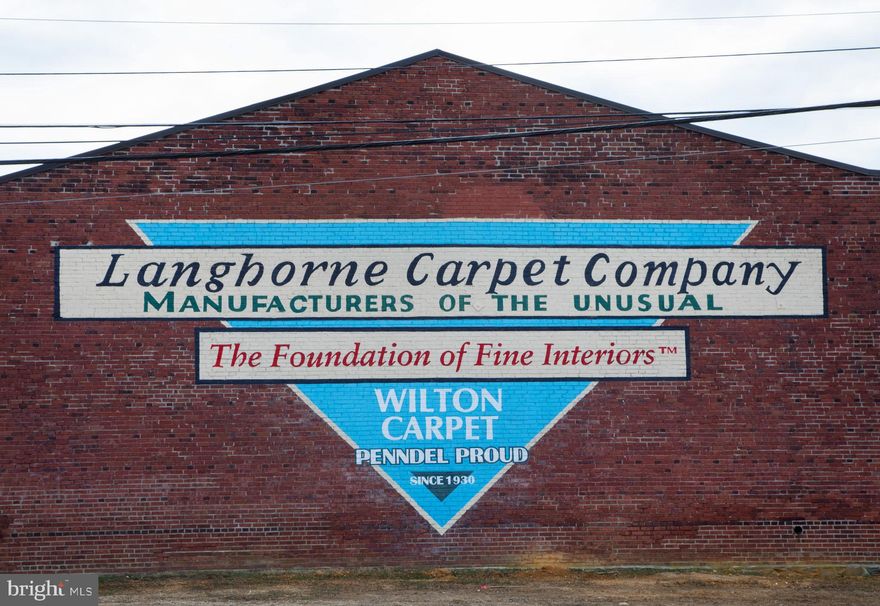 Langhorne Carpet Company
MANUFACTURERS OF THE UNUSUAL
The Foundation of Fine Interiors™
WILTON
CARPET
PENNDEL PROUD
SINCE 1930
bright MLS